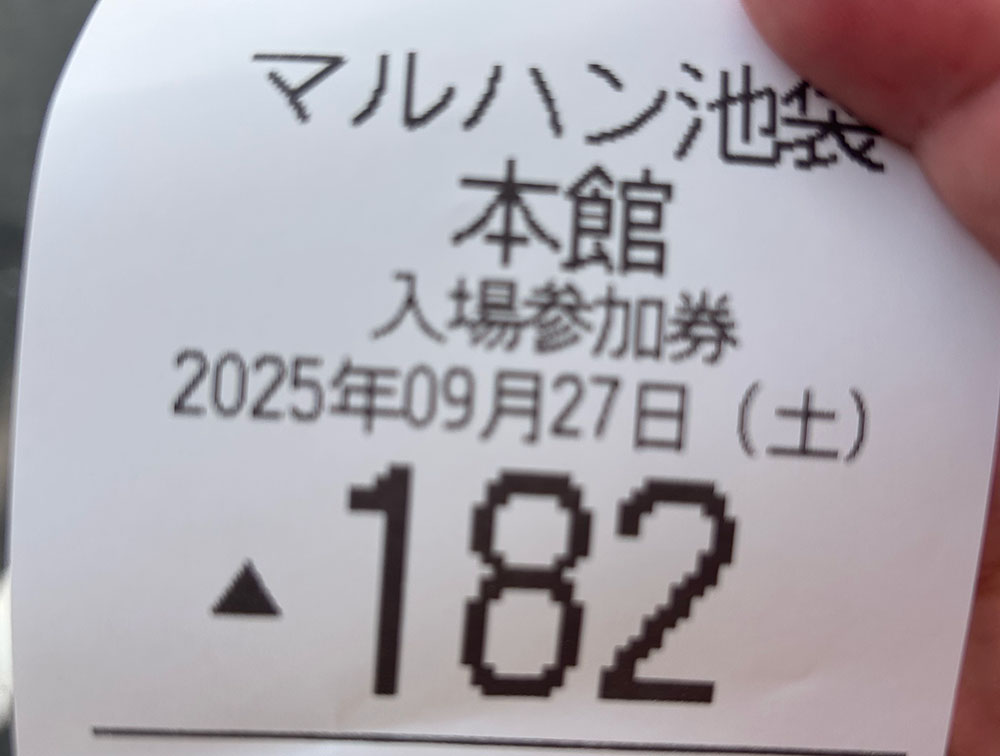 マルハン池袋
本館
入場参加券
2025年09月27日（土）
▲182